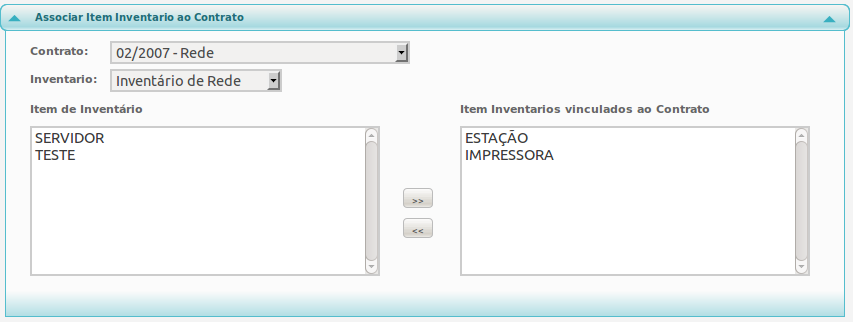 Associar Item Inventario ao Contrato
Contrato: 02/2007 - Rede
Inventario: Inventário de Rede
Item de Inventário
SERVIDOR
TESTE
>>
<<
Item Inventarios vinculados ao Contrato
ESTAÇÃO
IMPRESSORA